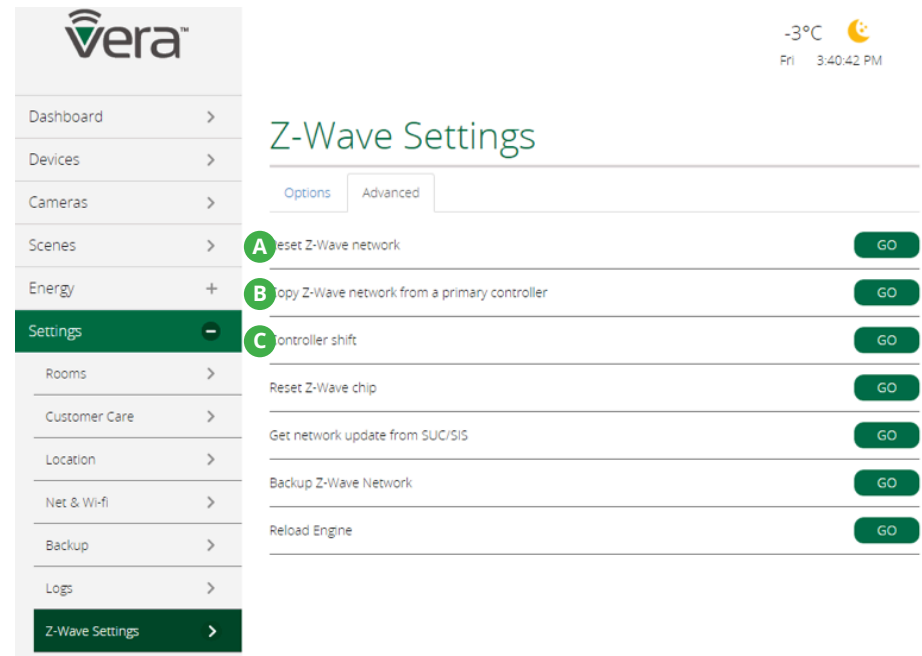 vera™
-3°C
Fri 3:40:42 PM
Dashboard
Devices
Cameras
Scenes
Energy
Settings
Rooms
Customer Care
Location
Net & Wi-fi
Backup
Logs
Z-Wave Settings
Z-Wave Settings
Options Advanced
A eset Z-Wave network GO
B opy Z-Wave network from a primary controller GO
C ontroller shift GO
Reset Z-Wave chip GO
Get network update from SUC/SIS GO
Backup Z-Wave Network GO
Reload Engine GO